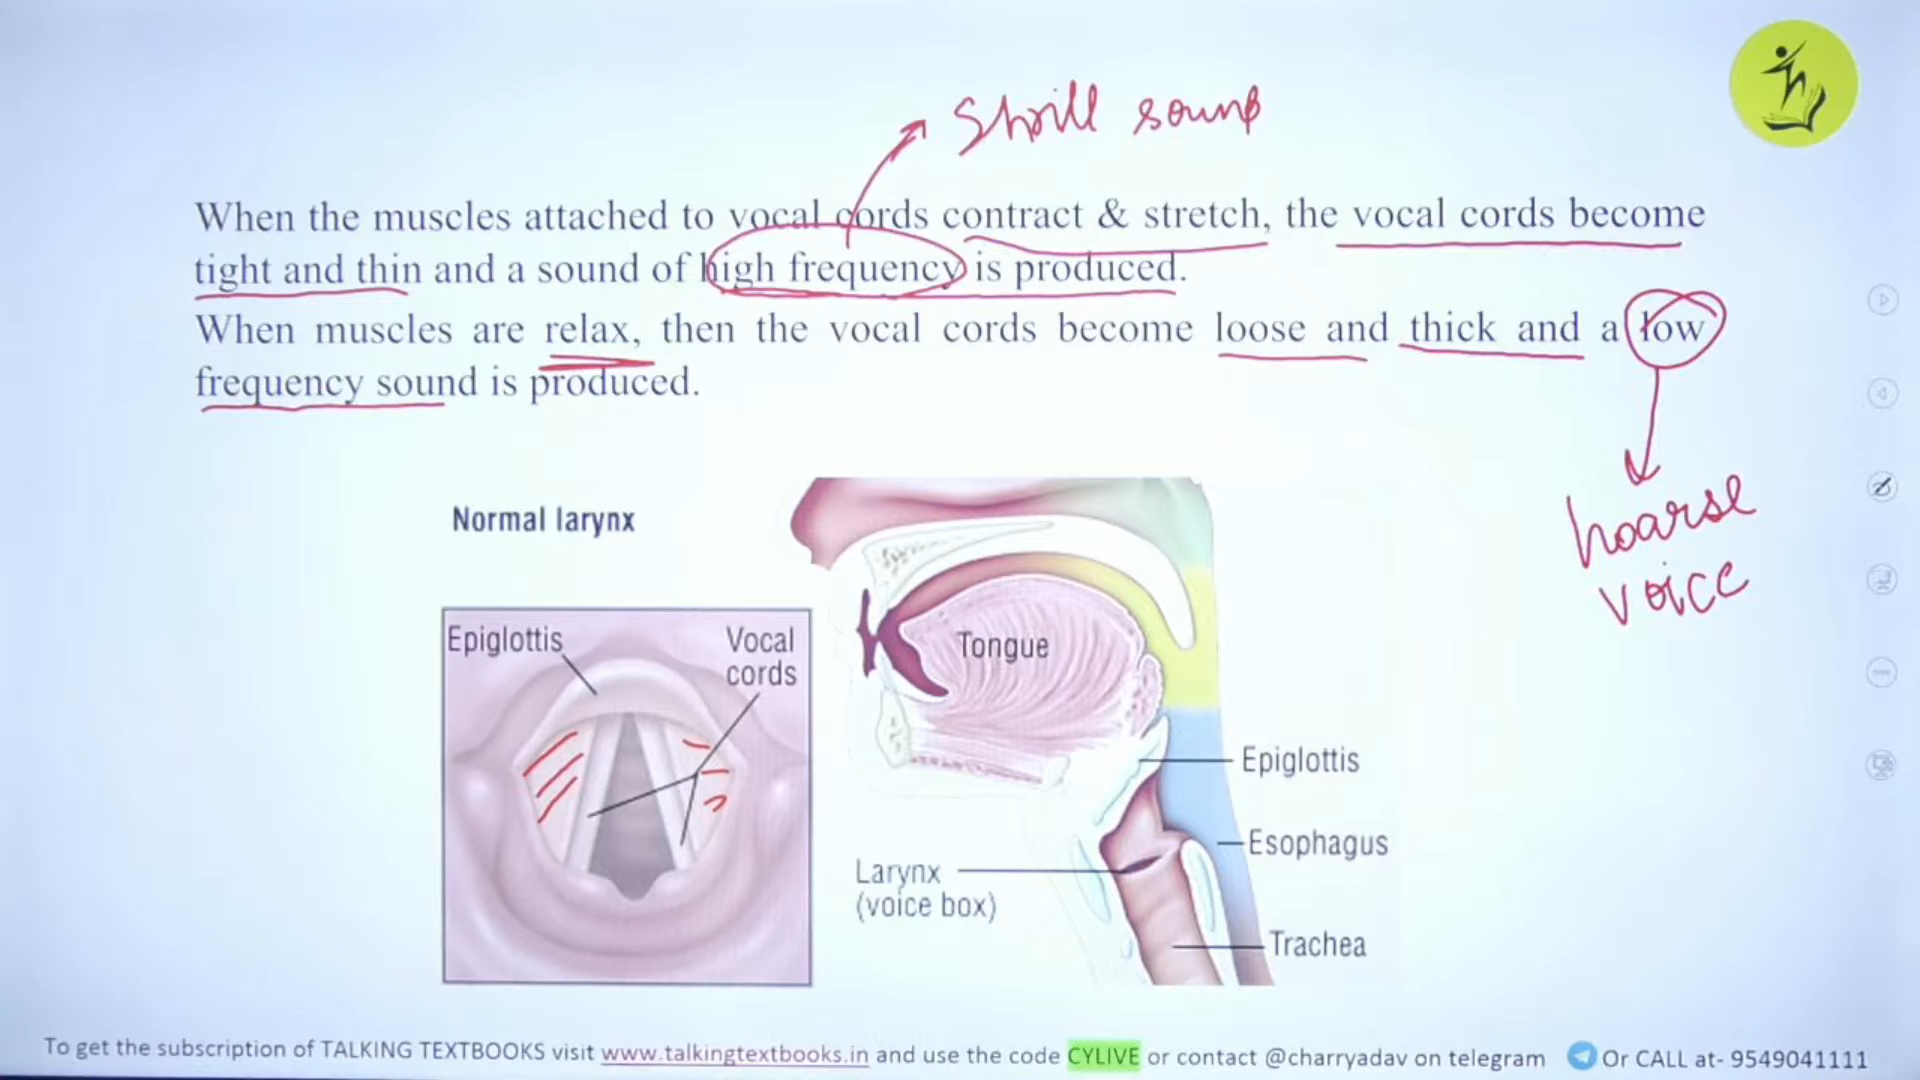 Shrill sound
When the muscles attached to vocal cords contract & stretch, the vocal cords become
tight and thin and a sound of high frequency is produced.
When muscles are relax, then the vocal cords become loose and thick and a low
frequency sound is produced.
hoarse
voice
Normal larynx
Epiglottis
Vocal
cords
Tongue
Epiglottis
Esophagus
Larynx
(voice box)
Trachea
To get the subscription of TALKING TEXTBOOKS visit www.talkingtextbooks.in and use the code CYLIVE or contact @charryadav on telegram Or CALL at- 9549041111